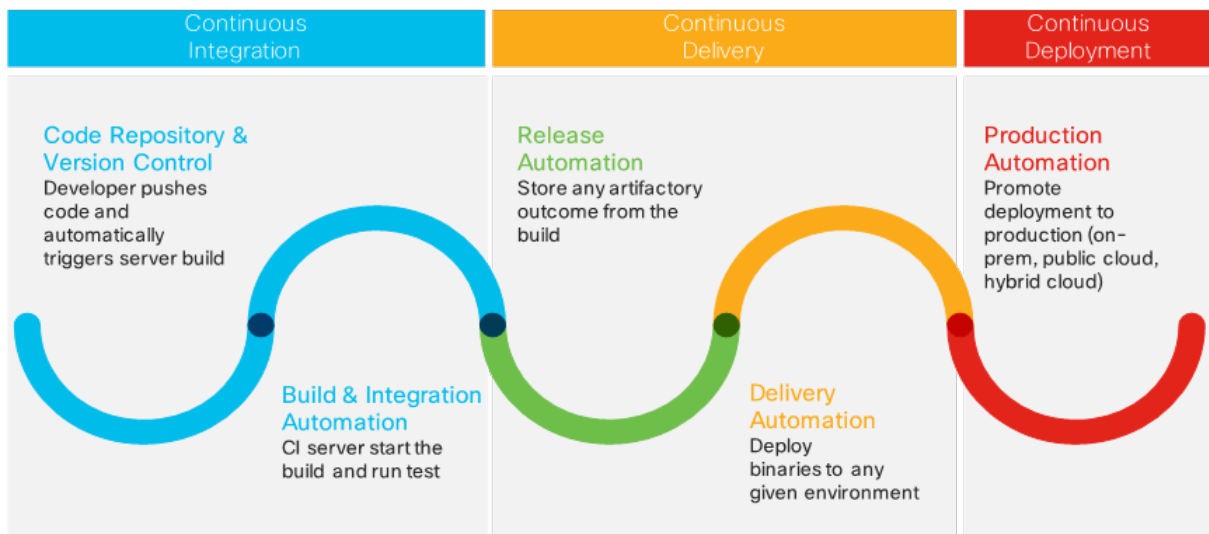 Continuous
Integration
Continuous
Delivery
Continuous
Deployment
Code Repository &
Version Control
Developer pushes
code and
automatically
triggers server build
Build & Integration
Automation
CI server start the
build and run test
Release
Automation
Store any artifactory
outcome from the
build
Delivery
Automation
Deploy
binaries to any
given environment
Production
Automation
Promote
deployment to
production (on-
prem, public cloud,
hybrid cloud)